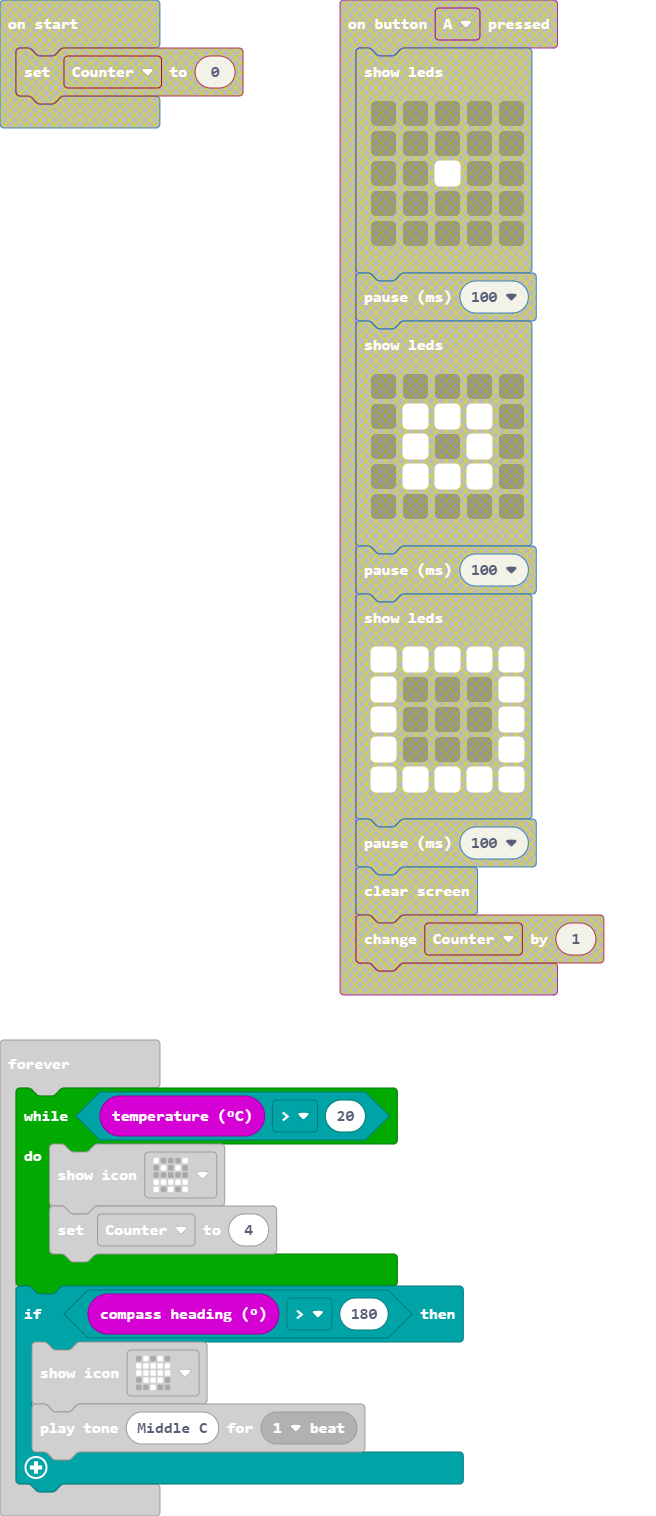 on start
set Counter to 0
on button A pressed
show leds
pause (ms) 100
show leds
pause (ms) 100
show leds
pause (ms) 100
clear screen
change Counter by 1
forever
while temperature (ºC) > 20
do
show icon
set Counter to 4
if compass heading (º) > 180 then
show icon
play tone Middle C for 1 beat